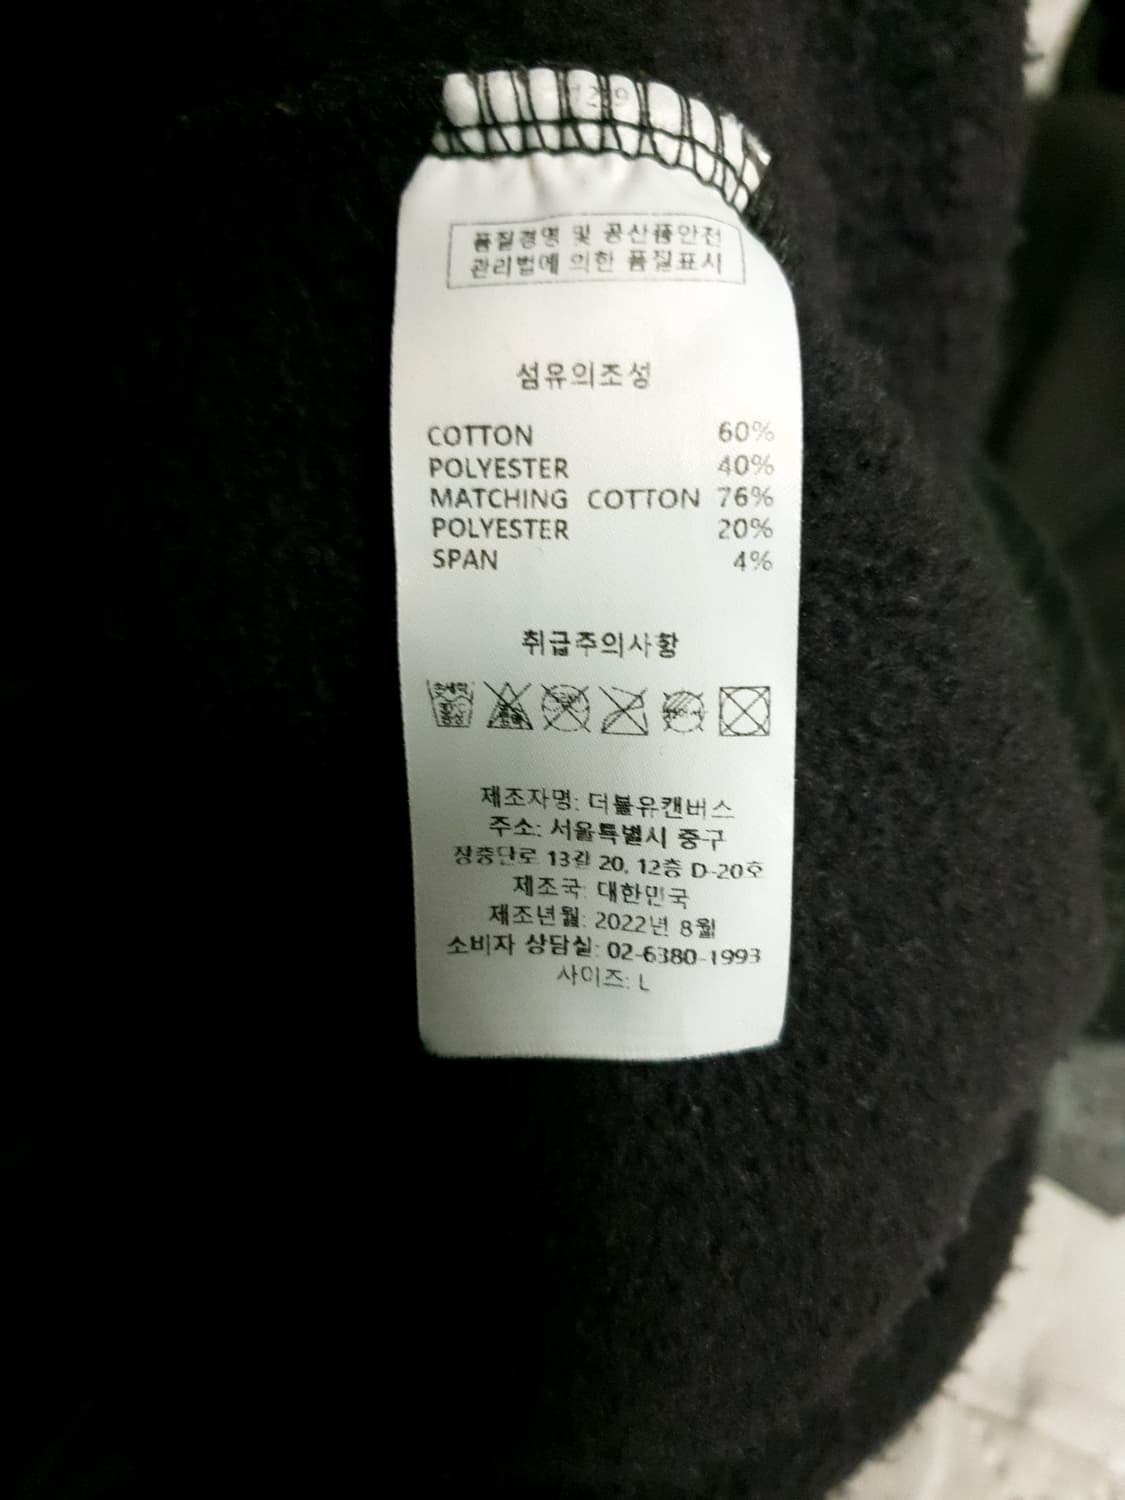 품질경영 및 공산품안전
관리법에 의한 품질표시
섬유의조성
COTTON 60%
POLYESTER 40%
MATCHING COTTON 76%
POLYESTER 20%
SPAN 4%
취급주의사항
손세탁
중성
제조자명: 더블유캔버스
주소: 서울특별시 중구
장충단로 13길 20, 12층 D-20호
제조국: 대한민국
제조년월: 2022년 8월
소비자 상담실: 02-6380-1993
사이즈: L